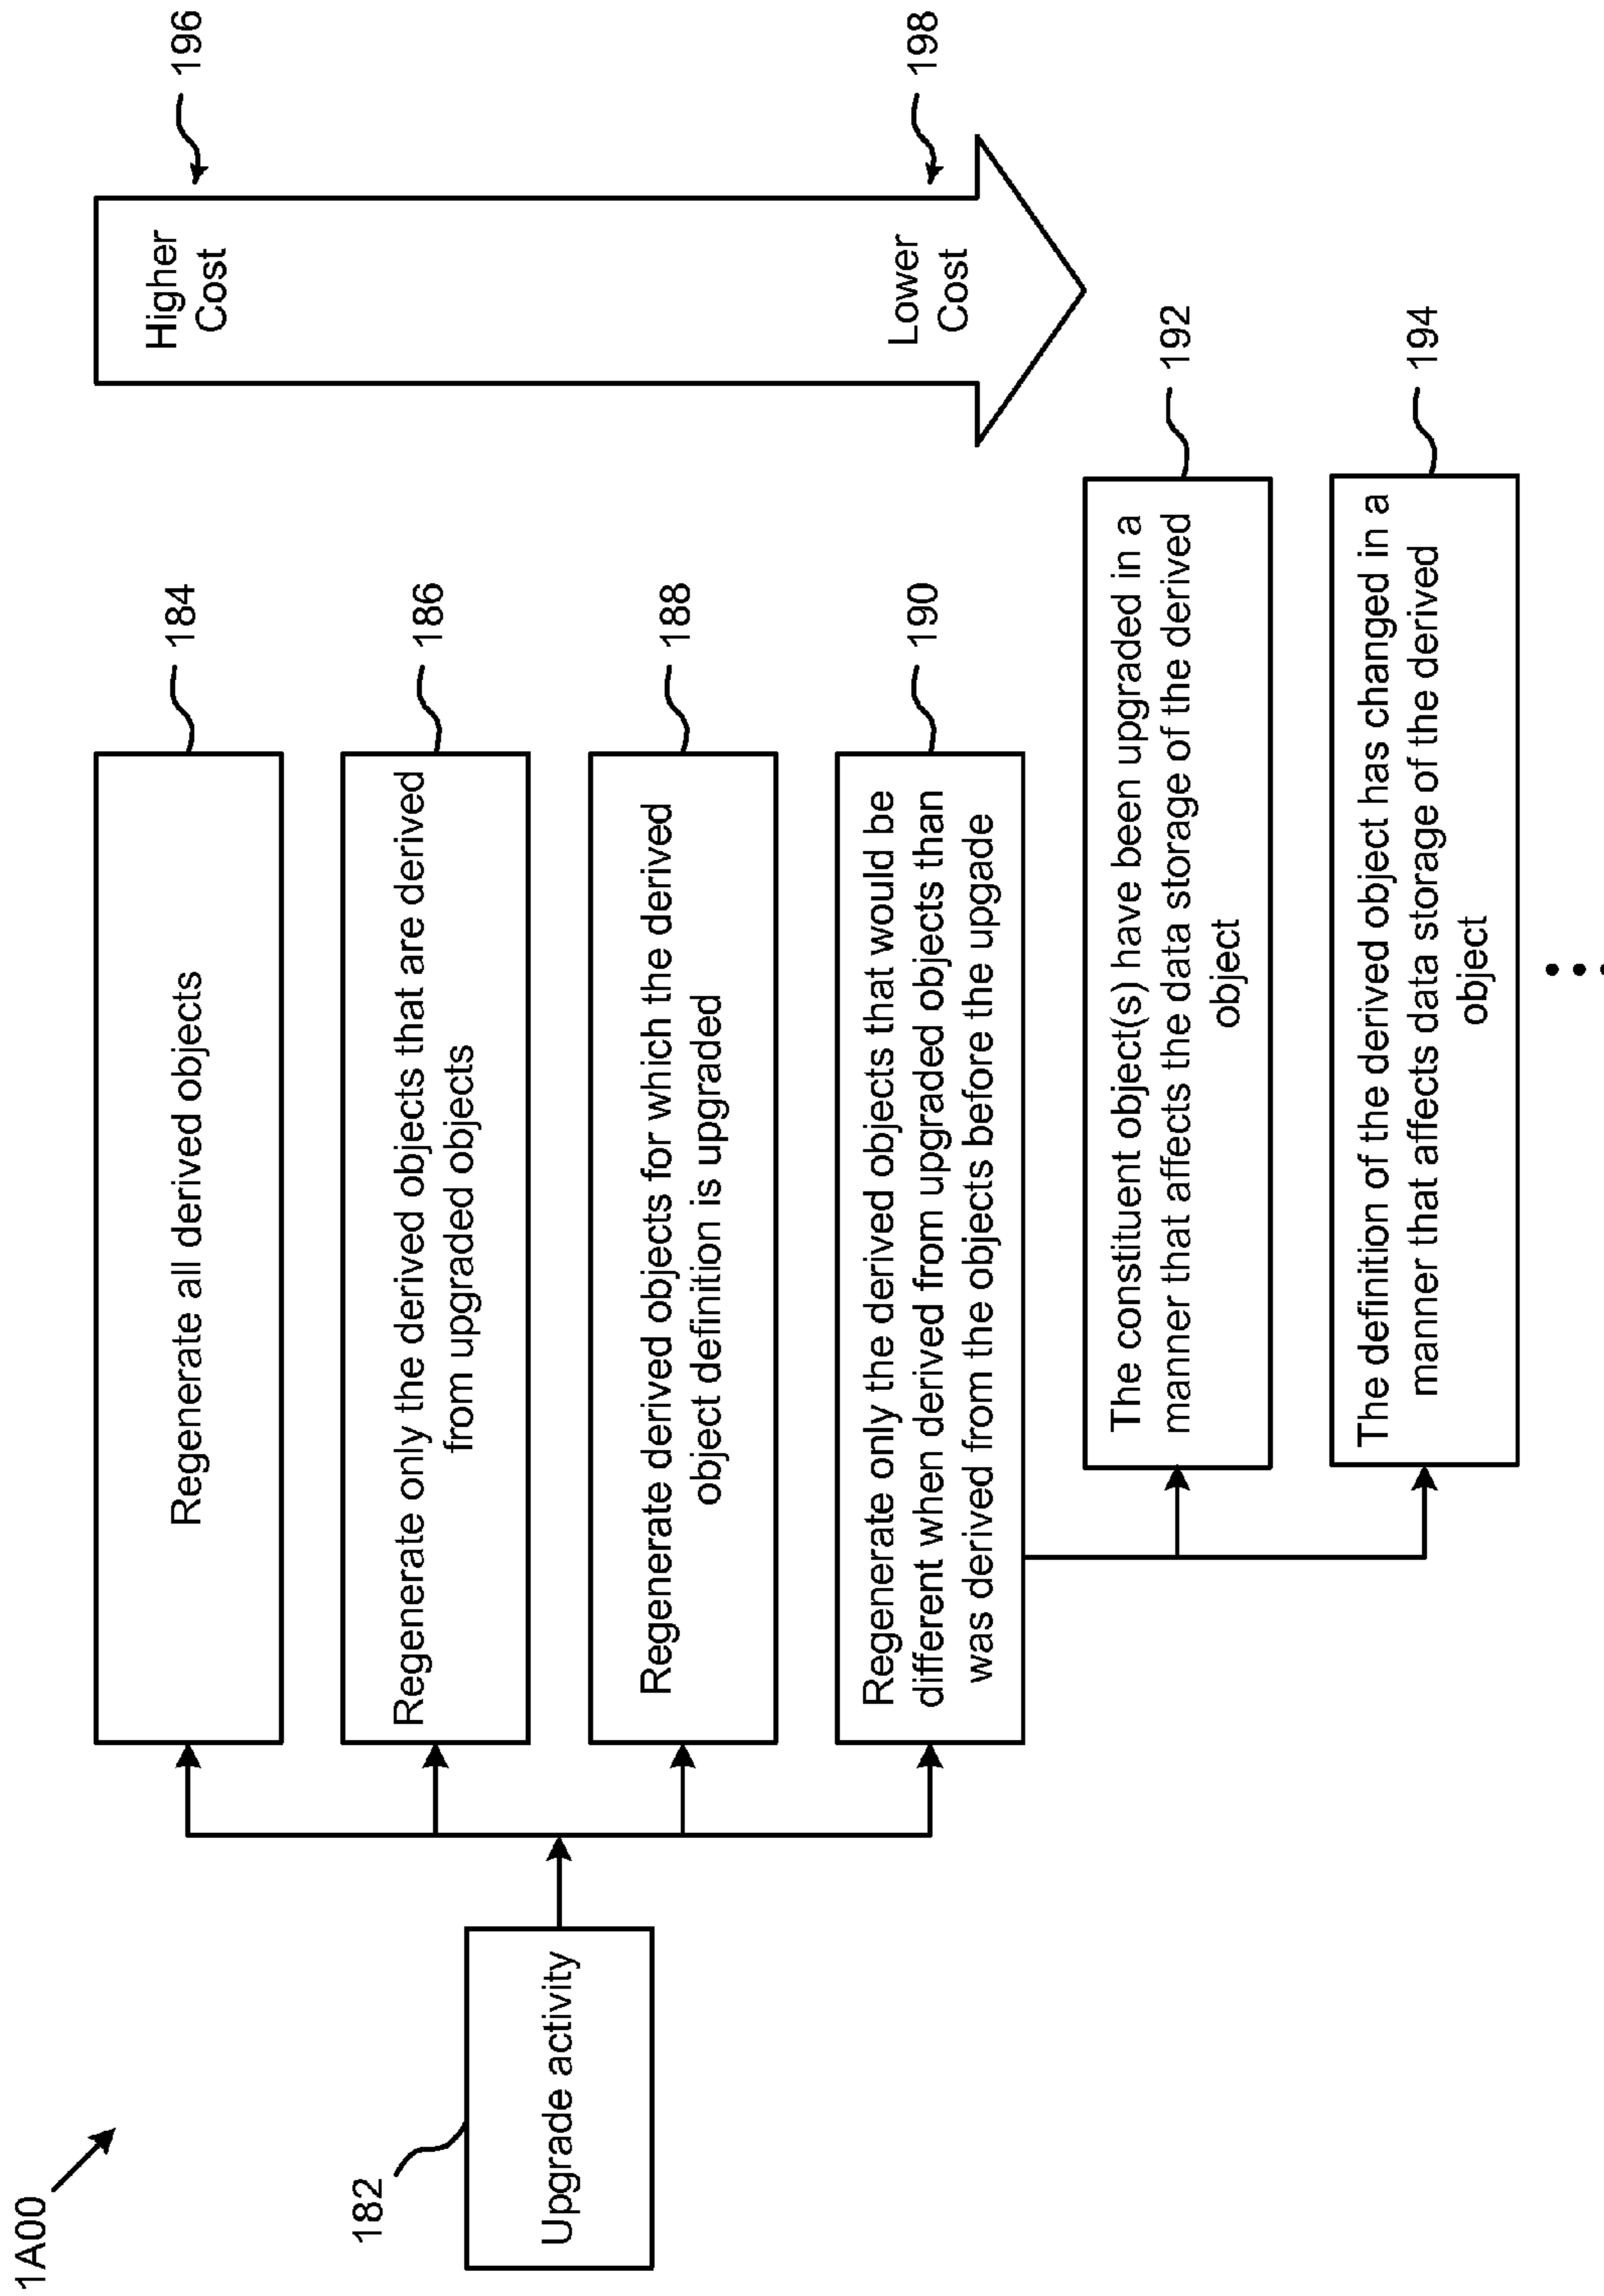 1A00
182
Upgrade activity
Regenerate all derived objects
184
Higher
Cost
196
Regenerate only the derived objects that are derived
from upgraded objects
186
Regenerate derived objects for which the derived
object definition is upgraded
188
Regenerate only the derived objects that would be
different when derived from upgraded objects than
was derived from the objects before the upgade
190
Lower
Cost
198
The constituent object(s) have been upgraded in a
manner that affects the data storage of the derived
object
192
The definition of the derived object has changed in a
manner that affects data storage of the derived
object
194